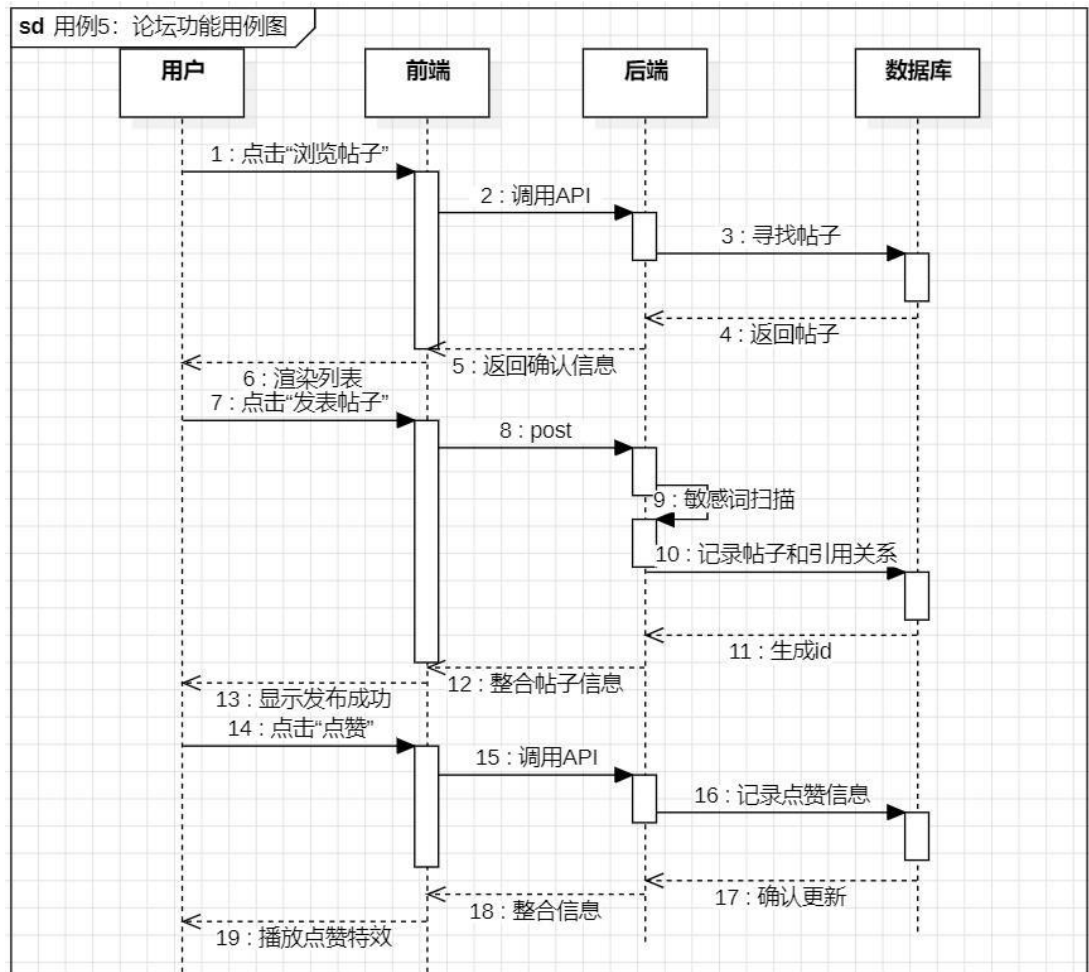 sd 用例5：论坛功能用例图
用户
前端
后端
数据库
1 : 点击“浏览帖子”
2 : 调用API
3 : 寻找帖子
4 : 返回帖子
5 : 返回确认信息
6 : 渲染列表
7 : 点击“发表帖子”
8 : post
9 : 敏感词扫描
10 : 记录帖子和引用关系
11 : 生成id
12 : 整合帖子信息
13 : 显示发布成功
14 : 点击“点赞”
15 : 调用API
16 : 记录点赞信息
17 : 确认更新
18 : 整合信息
19 : 播放点赞特效